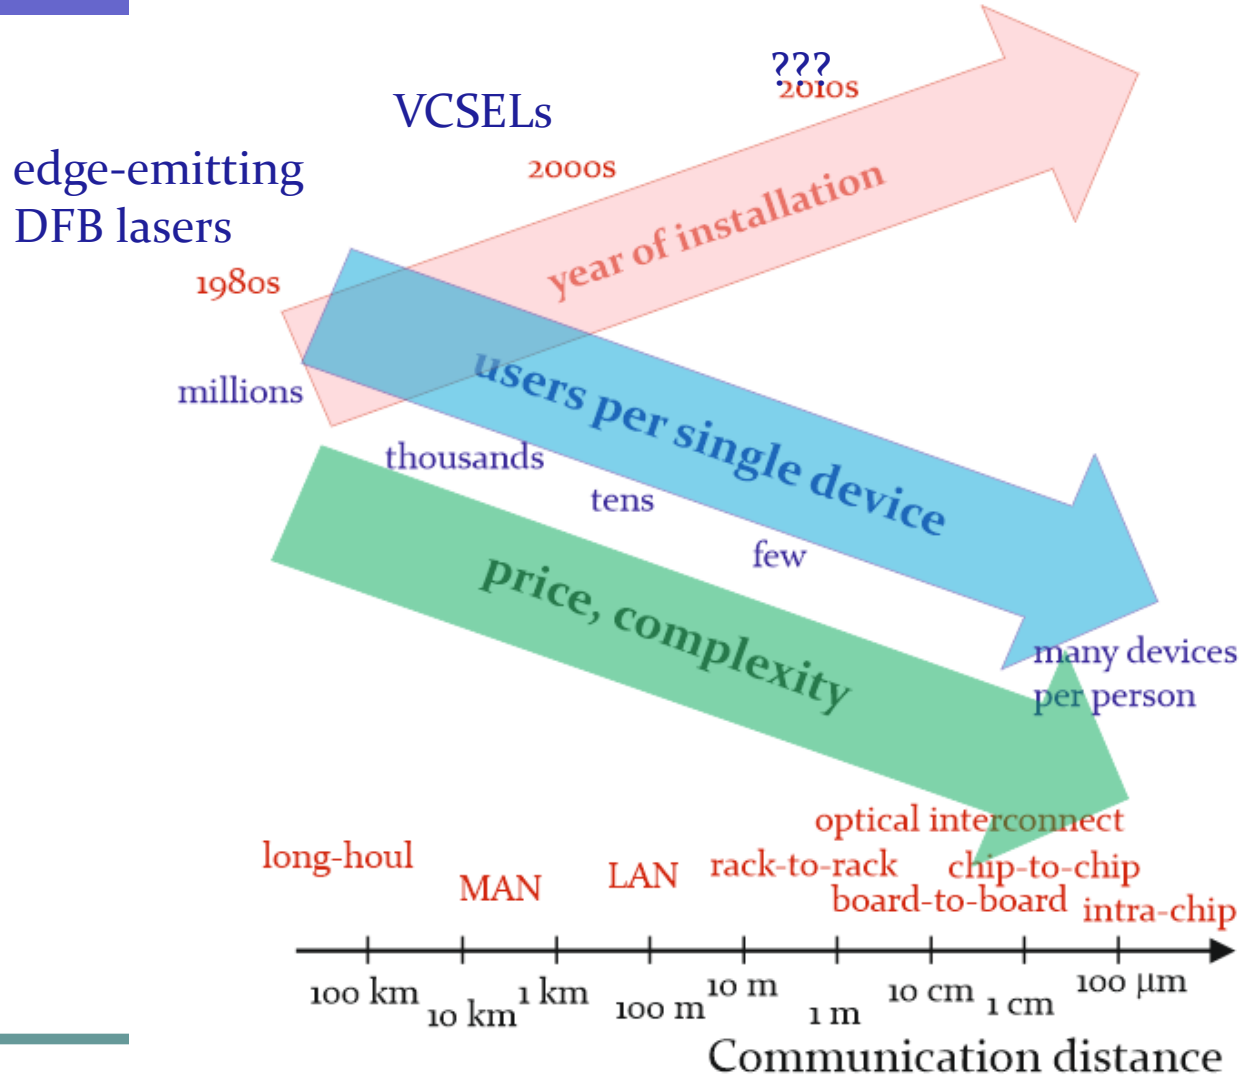 ???
2010s
VCSELs
2000s
edge-emitting
DFB lasers
1980s
year of installation
millions
users per single device
thousands
tens
few
price, complexity
many devices
per person
optical interconnect
long-houl
MAN
LAN
rack-to-rack
chip-to-chip
board-to-board
intra-chip
100 km
10 km
1 km
100 m
10 m
1 m
10 cm
1 cm
100 µm
Communication distance